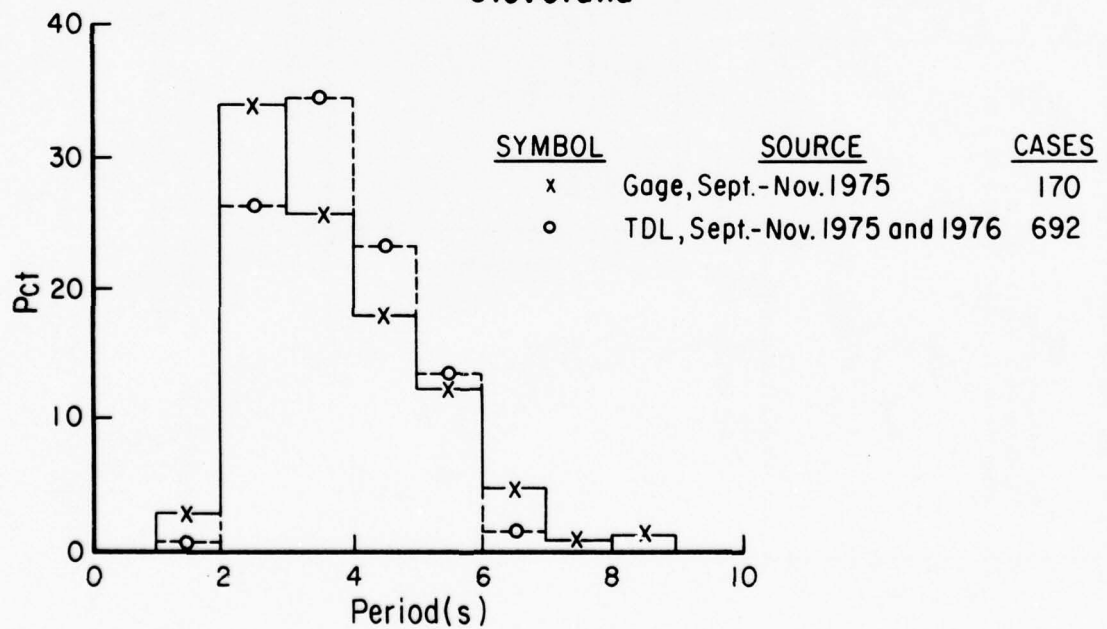 40
30
20
10
0
Pct
0 2 4 6 8 10
Period(s)
SYMBOL SOURCE CASES
x Gage, Sept.-Nov. 1975 170
o TDL, Sept.-Nov. 1975 and 1976 692